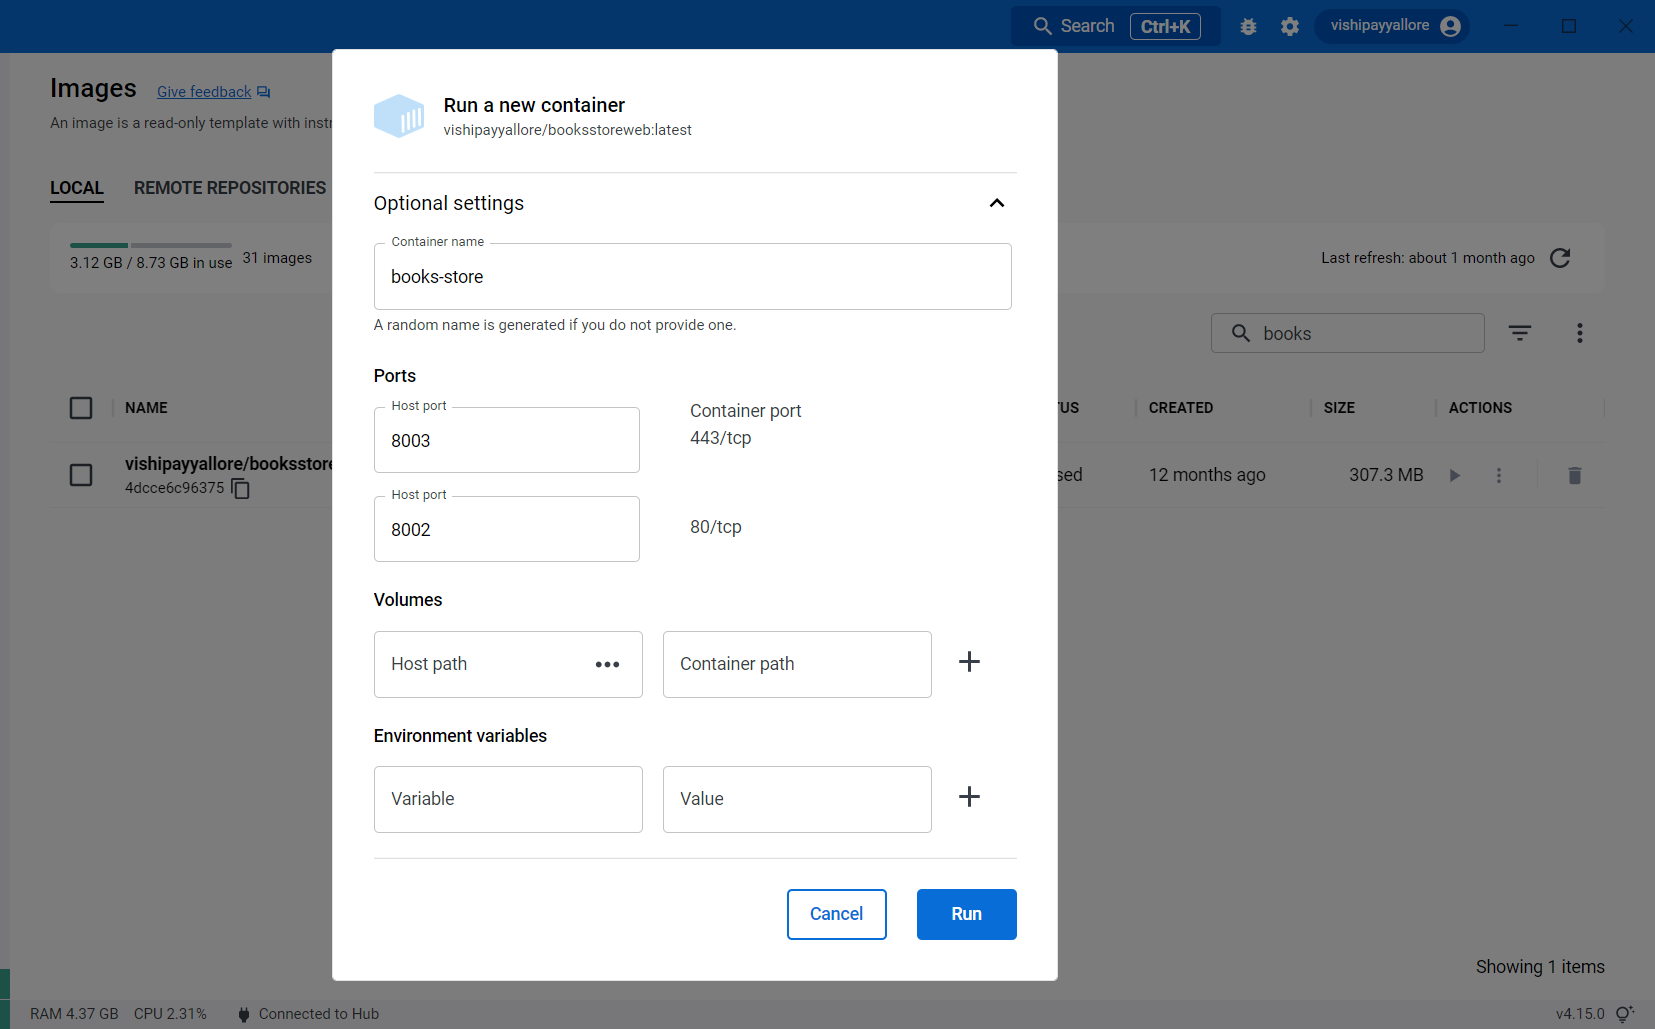 Search Ctrl+K vishipayyallore
Images Give feedback
An image is a read-only template with
LOCAL REMOTE REPOSITORIES
3.12 GB / 8.73 GB in use 31 images
Last refresh: about 1 month ago
books
NAME CREATED SIZE ACTIONS
vishipayyallore/booksstore
4dcce6c96375
12 months ago 307.3 MB
Showing 1 items
Run a new container
vishipayyallore/booksstoreweb:latest
Optional settings
Container name
books-store
A random name is generated if you do not provide one.
Ports
Host port
8003
Container port
443/tcp
Host port
8002
80/tcp
Volumes
Host path Container path
Environment variables
Variable Value
Cancel Run
RAM 4.37 GB CPU 2.31% Connected to Hub v4.15.0